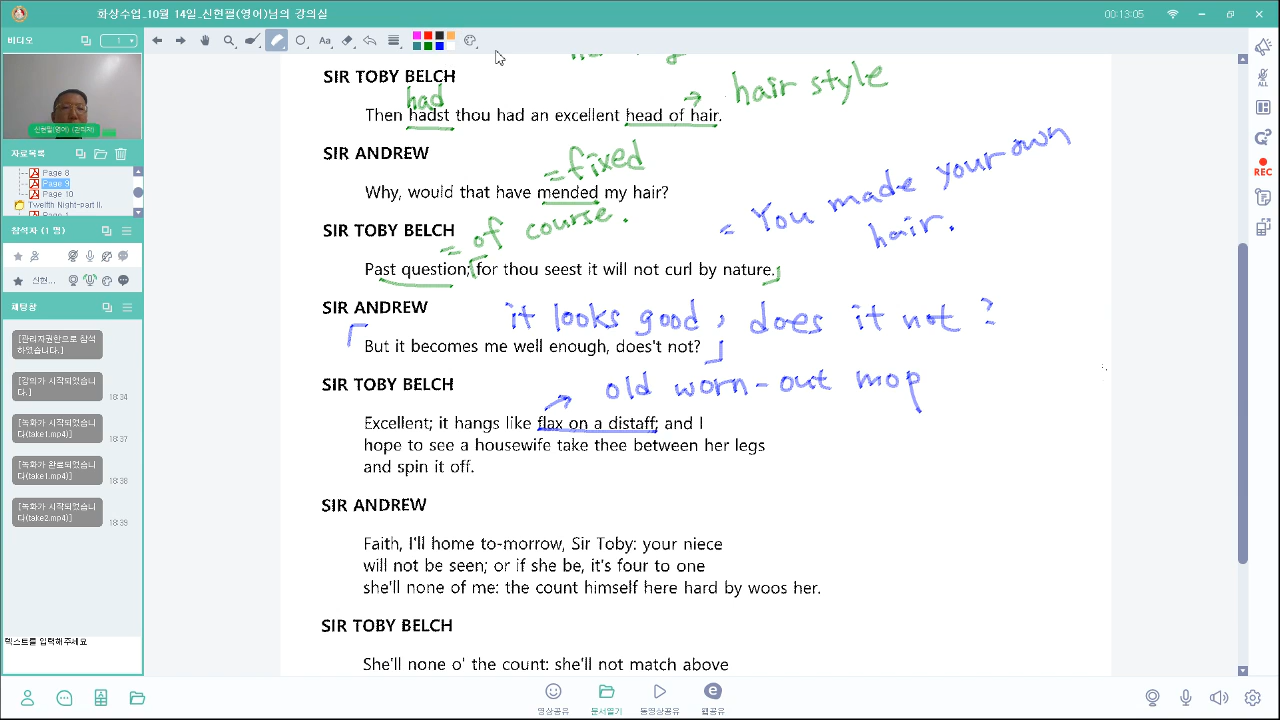 화상수업_10월 14일_신현필(영어)님의 강의실
00:13:05
비디오
1
Aa
신현필(영어) (관리자)
자료목록
Page 8
Page 9
Page 10
Twelfth Night-part II.
참석자 (1 명)
신현...
채팅창
[관리자권한으로 참석
하였습니다.]
[강의가 시작되었습니
다.]
18:34
[녹화가 시작되었습니
다(take1.mp4)]
18:37
[녹화가 완료되었습니
다(take1.mp4)]
18:38
[녹화가 시작되었습니
다(take2.mp4)]
18:39
텍스트를 입력해주세요
SIR TOBY BELCH
had
→ hair style
Then hadst thou had an excellent head of hair.
SIR ANDREW
=fixed
Why, would that have mended my hair?
SIR TOBY BELCH
= of course.
= You made your own
hair.
Past question; for thou seest it will not curl by nature.
SIR ANDREW
it looks good, does it not?
But it becomes me well enough, does't not?
SIR TOBY BELCH
→ old worn-out mop
Excellent; it hangs like flax on a distaff; and I
hope to see a housewife take thee between her legs
and spin it off.
SIR ANDREW
Faith, I'll home to-morrow, Sir Toby: your niece
will not be seen; or if she be, it's four to one
she'll none of me: the count himself here hard by woos her.
SIR TOBY BELCH
She'll none o' the count: she'll not match above
ALL
REC
영상공유
문서열기
동영상공유
웹공유